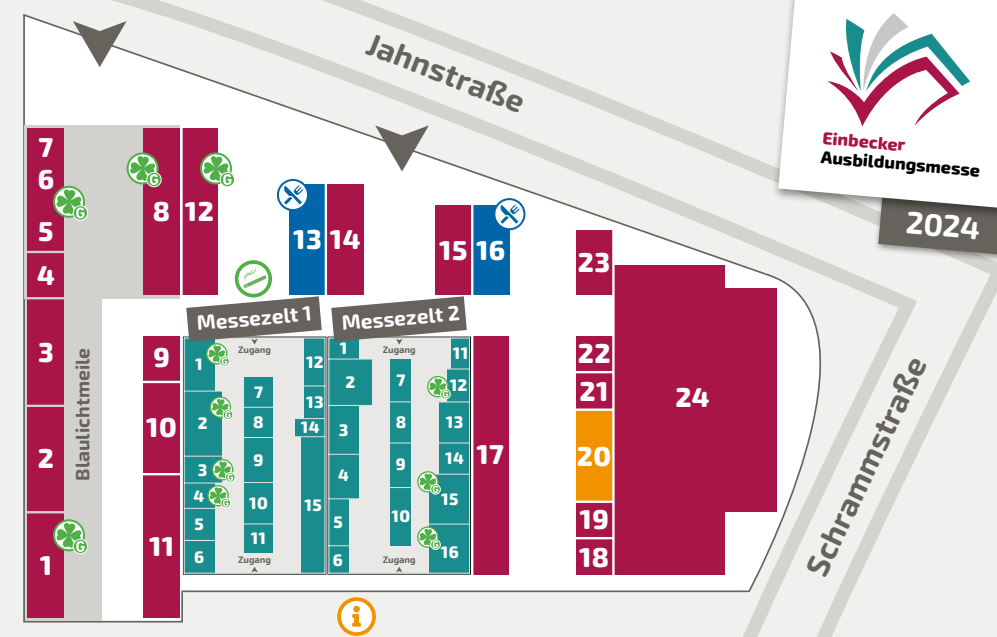 Jahnstraße
Einbecker
Ausbildungsmesse
2024
Schrammstraße
Blaulichtmeile
7
6
5
4
3
2
1
G
G
8
12
G
G
9
10
11
13
14
15
16
17
23
22
21
20
19
18
24
Messezelt 1
Zugang
1
G
2
G
3
G
4
G
5
6
7
8
9
10
11
12
13
14
15
Zugang
Messezelt 2
Zugang
1
2
3
4
5
6
7
8
9
10
11
12
G
13
14
15
G
16
G
Zugang
i